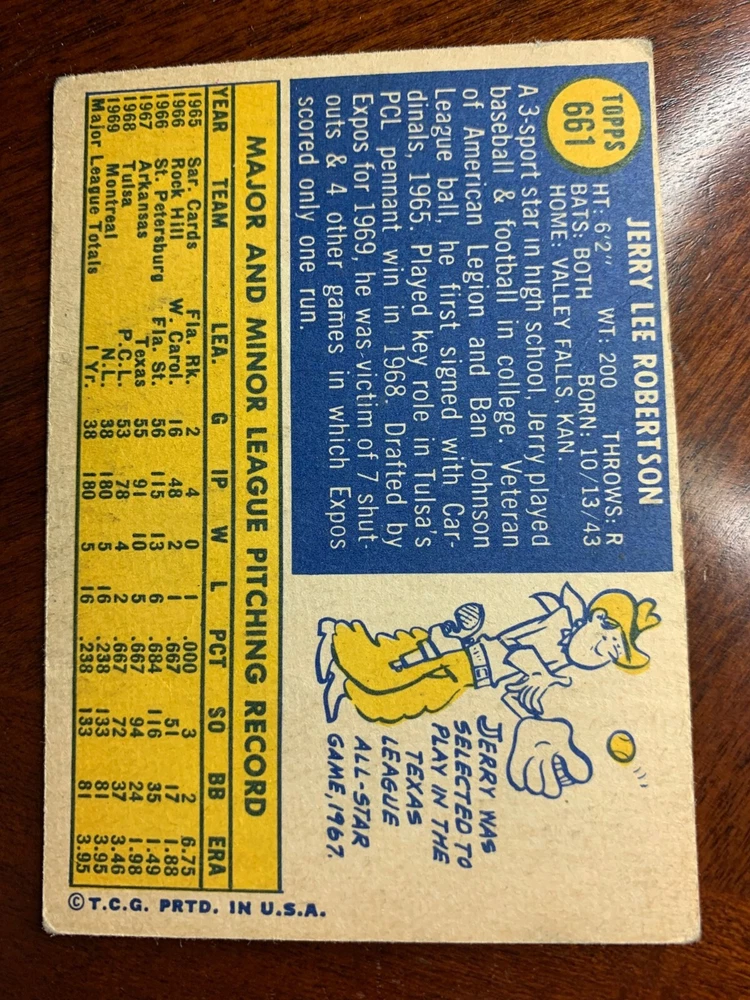 TOPPS
661
JERRY LEE ROBERTSON
HT: 6'2" WT: 200 THROWS: R
BATS: BOTH BORN: 10/13/43
HOME: VALLEY FALLS, KAN.
A 3-sport star in high school, Jerry played
baseball & football in college. Veteran
of American Legion and Ban Johnson
League ball, he first signed with Car-
dinals, 1965. Played key role in Tulsa's
PCL pennant win in 1968. Drafted by
Expos for 1969, he was victim of 7 shut-
outs & 4 other games in which Expos
scored only one run.
JERRY WAS
SELECTED TO
PLAY IN THE
TEXAS
LEAGUE
ALL-STAR
GAME, 1967.
MAJOR AND MINOR LEAGUE PITCHING RECORD
YEAR TEAM LEA. G IP W L PCT SO BB ERA
1965 Sar. Cards Fla. Rk. 2 4 0 1 .000 3 2 6.75
1966 Rock Hill W. Carol. 16 48 2 1 .667 51 17 1.88
1966 St. Petersburg Fla. St. 56 115 13 6 .684 116 35 1.49
1967 Arkansas Texas 55 91 10 5 .667 94 24 1.98
1968 Tulsa P.C.L. 53 78 4 2 .667 72 37 3.46
1969 Montreal N.L. 38 180 5 16 .238 133 81 3.95
Major League Totals 1 Yr. 38 180 5 16 .238 133 81 3.95
© T.C.G. PRTD. IN U.S.A.